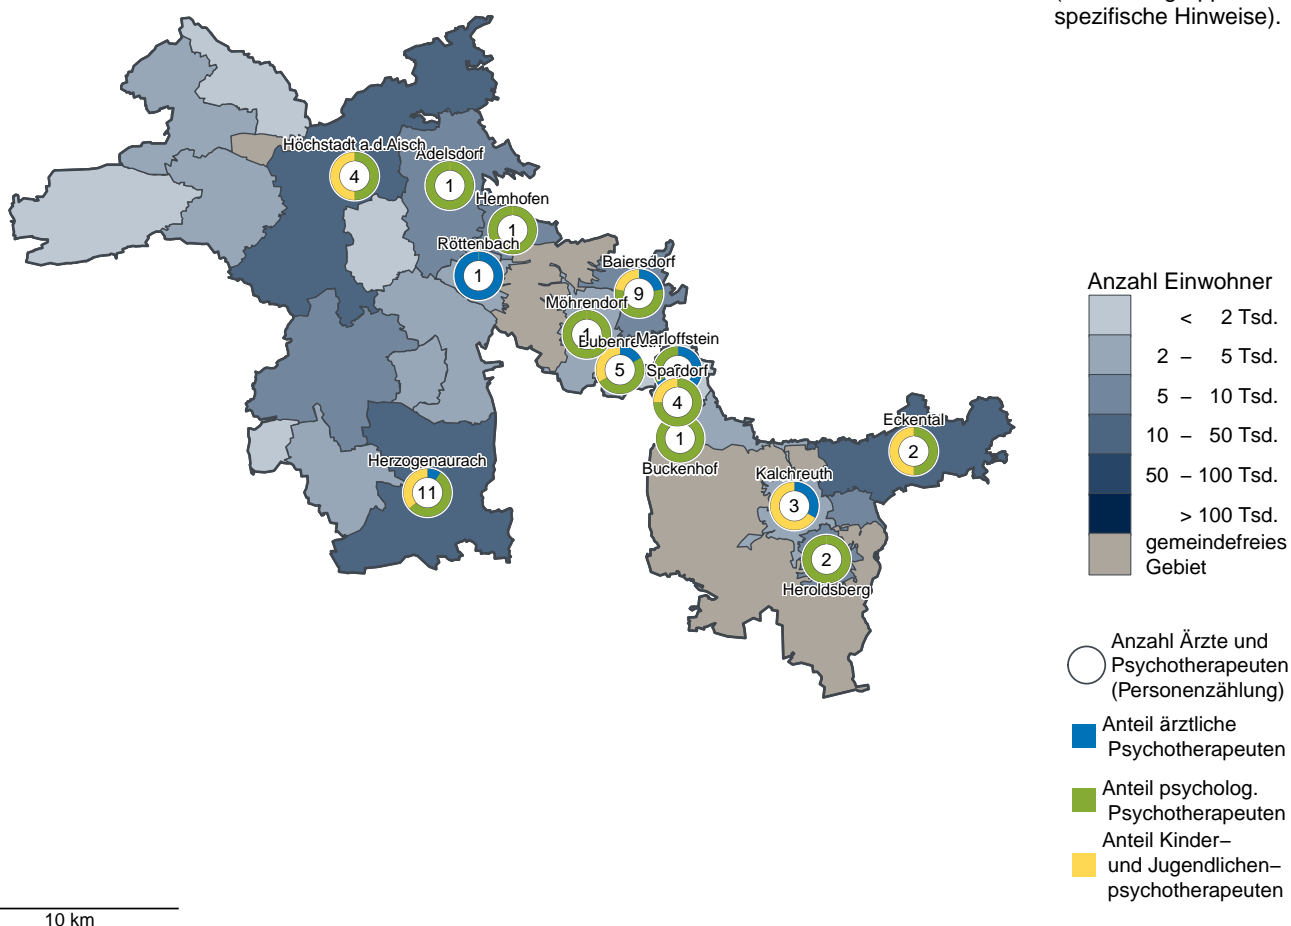 spezifische Hinweise).
Höchstadt a.d.Aisch
4
Adelsdorf
1
Hemhofen
1
Röttenbach
1
Baiersdorf
9
Möhrendorf
1
Marloffstein
5
Spardorf
4
1
Buckenhof
Eckental
2
Herzogenaurach
11
Kalchreuth
3
2
Heroldsberg
Anzahl Einwohner
< 2 Tsd.
2 – 5 Tsd.
5 – 10 Tsd.
10 – 50 Tsd.
50 – 100 Tsd.
> 100 Tsd.
gemeindefreies
Gebiet
Anzahl Ärzte und
Psychotherapeuten
(Personenzählung)
Anteil ärztliche
Psychotherapeuten
Anteil psycholog.
Psychotherapeuten
Anteil Kinder–
und Jugendlichen–
psychotherapeuten
10 km